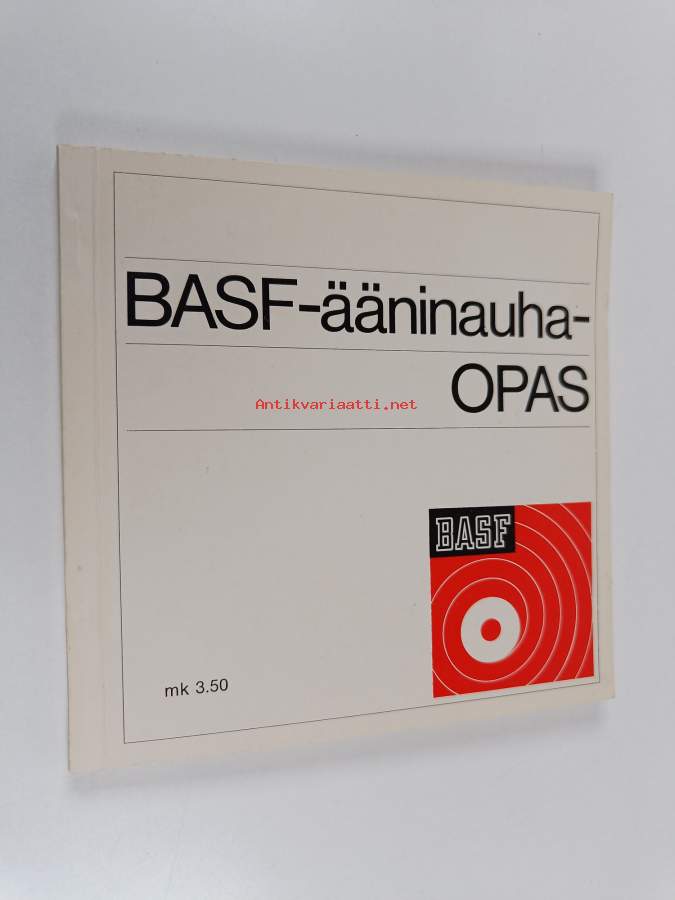 BASF-ääninauha-
OPAS
Antikvariaatti.net
BASF
mk 3.50